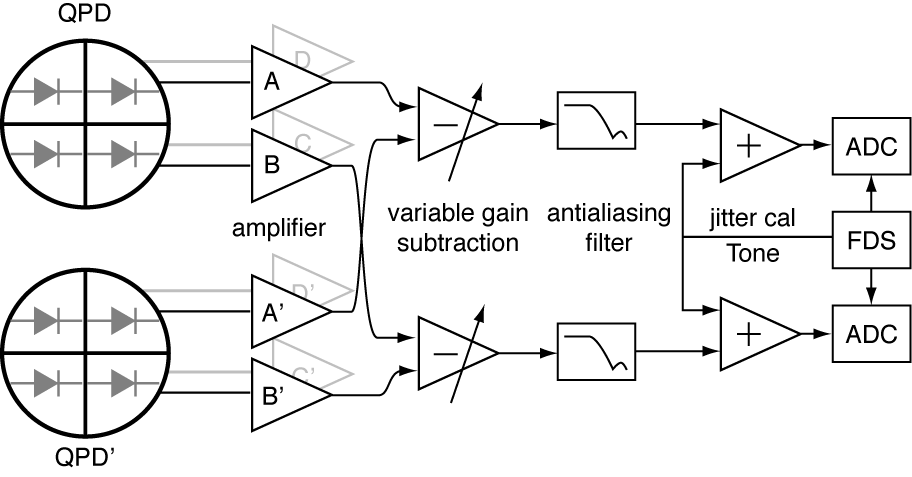 QPD
D
A
C
B
amplifier
variable gain
subtraction
antialiasing
filter
jitter cal
Tone
ADC
FDS
ADC
D’
A’
C’
B’
QPD’
−
−
+
+